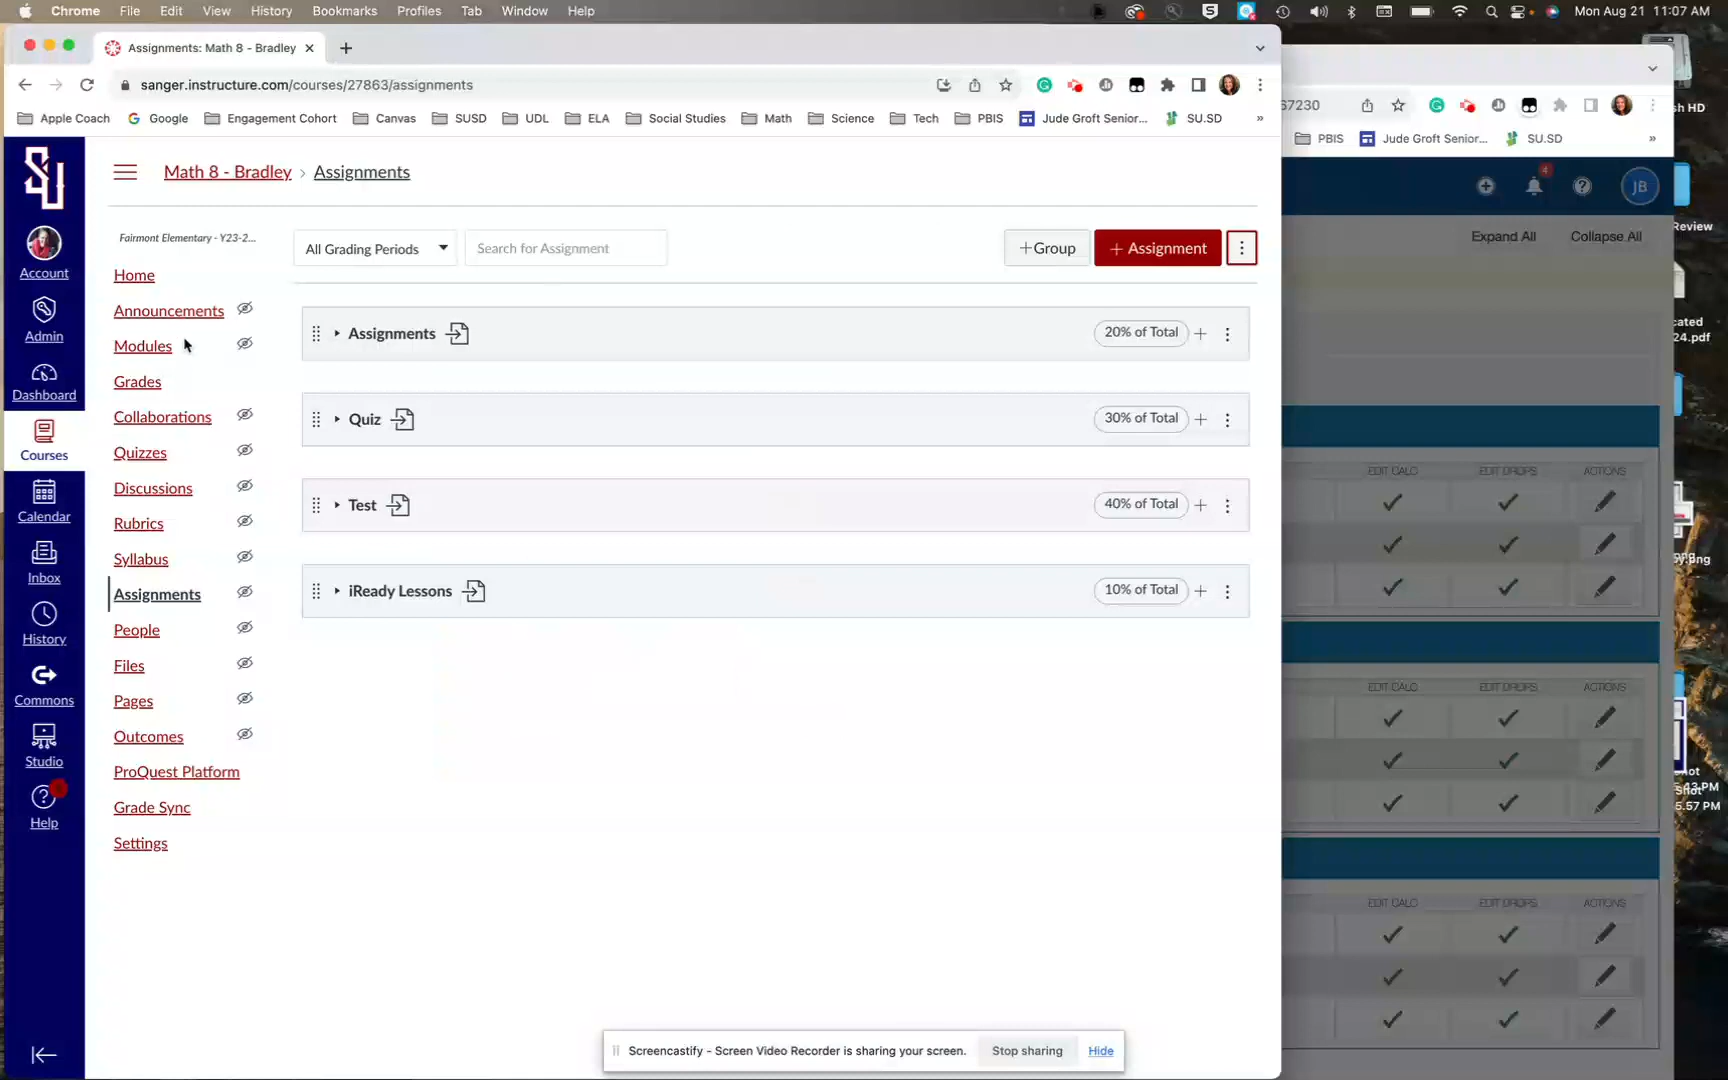 Chrome File Edit View History Bookmarks Profiles Tab Window Help Mon Aug 21 11:07 AM
Assignments: Math 8 - Bradley
sanger.instructure.com/courses/27863/assignments
67230
Apple Coach Google Engagement Cohort Canvas SUSD UDL ELA Social Studies Math Science Tech PBIS Jude Groft Senior... SU.SD »
PBIS Jude Groft Senior... SU.SD »
Math 8 - Bradley › Assignments
4
JB
Fairmont Elementary - Y23-2...
All Grading Periods
Search for Assignment
+Group
+ Assignment
Expand All Collapse All
Review
Account
Admin
Dashboard
Courses
Calendar
Inbox
History
Commons
Studio
Help
Home
Announcements
Modules
Grades
Collaborations
Quizzes
Discussions
Rubrics
Syllabus
Assignments
People
Files
Pages
Outcomes
ProQuest Platform
Grade Sync
Settings
Assignments 20% of Total
Quiz 30% of Total
Test 40% of Total
iReady Lessons 10% of Total
EDIT CALC EDIT DROPS ACTIONS
EDIT CALC EDIT DROPS ACTIONS
EDIT CALC EDIT DROPS ACTIONS
sh HD
cated
24.pdf
5.57 PM
Screencastify - Screen Video Recorder is sharing your screen. Stop sharing Hide